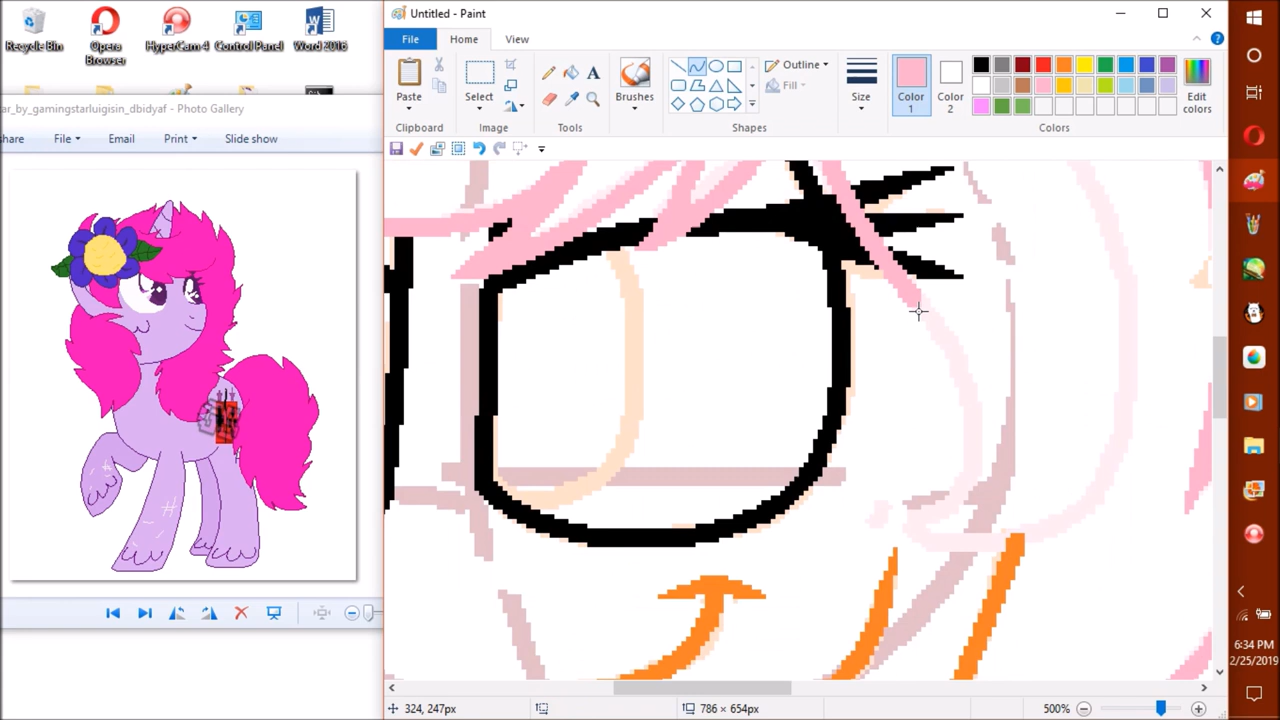 Recycle Bin
Opera
Browser
HyperCam 4
Control Panel
Word 2016
ar_by_gamingstarluigisin_dbidyaf - Photo Gallery
hare
File
Email
Print
Slide show
Untitled - Paint
File
Home
View
Paste
Clipboard
Select
Image
Tools
Brushes
Outline
Fill
Shapes
Size
Color
1
Color
2
Edit
colors
Colors
324, 247px
786 × 654px
500%
6:34 PM
2/25/2019